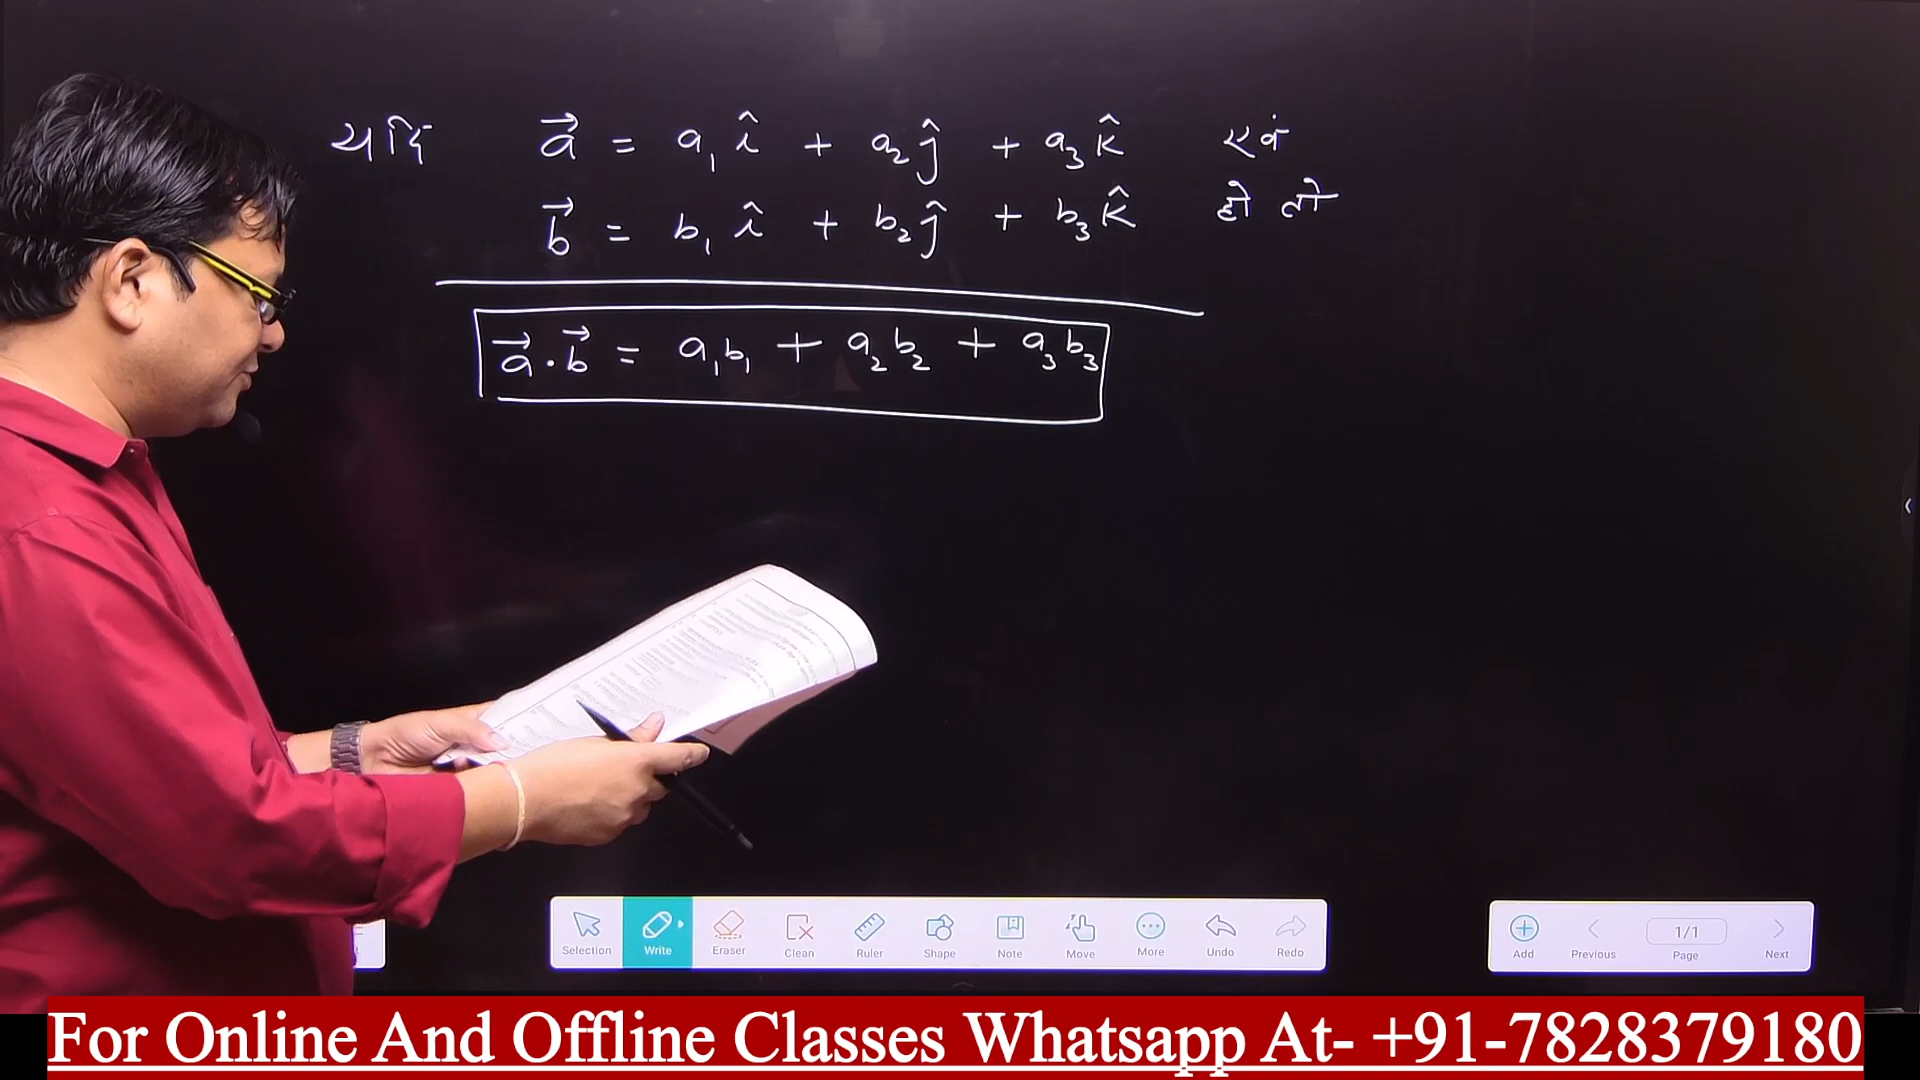 यदि a⃗ = a₁î + a₂ĵ + a₃k̂ एवं
b⃗ = b₁î + b₂ĵ + b₃k̂ हो तो
a⃗·b⃗ = a₁b₁ + a₂b₂ + a₃b₃
Selection Write Eraser Clean Ruler Shape Note Move More Undo Redo
Add Previous 1/1 Page Next
For Online And Offline Classes Whatsapp At- +91-7828379180